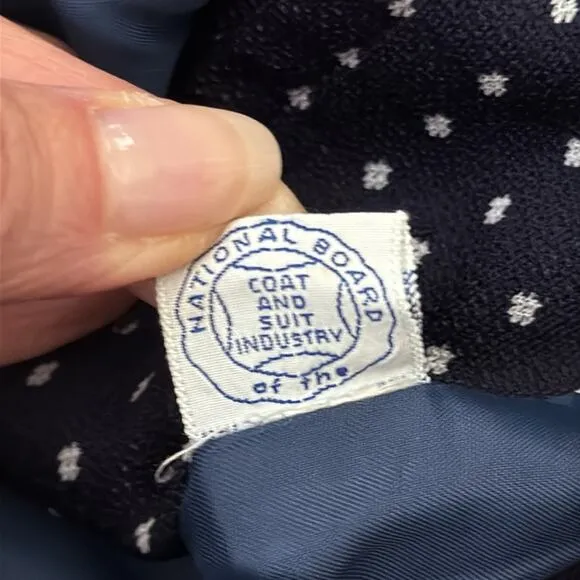 NATIONAL BOARD
of the
COAT
AND
SUIT
INDUSTRY